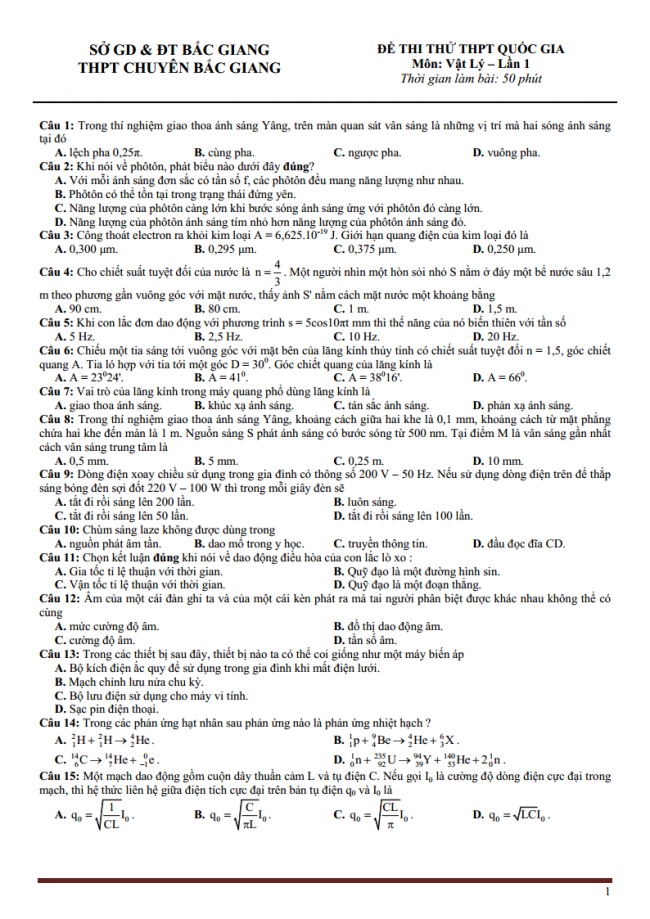 SỞ GD & ĐT BẮC GIANG
THPT CHUYÊN BẮC GIANG
ĐỀ THI THỬ THPT QUỐC GIA
Môn: Vật Lý – Lần 1
Thời gian làm bài: 50 phút
Câu 1: Trong thí nghiệm giao thoa ánh sáng Yâng, trên màn quan sát vân sáng là những vị trí mà hai sóng ánh sáng
tại đó
A. lệch pha 0,25π. B. cùng pha. C. ngược pha. D. vuông pha.
Câu 2: Khi nói về phôtôn, phát biểu nào dưới đây đúng?
A. Với mỗi ánh sáng đơn sắc có tần số f, các phôtôn đều mang năng lượng như nhau.
B. Phôtôn có thể tồn tại trong trạng thái đứng yên.
C. Năng lượng của phôtôn càng lớn khi bước sóng ánh sáng ứng với phôtôn đó càng lớn.
D. Năng lượng của phôtôn ánh sáng tím nhỏ hơn năng lượng của phôtôn ánh sáng đỏ.
Câu 3: Công thoát electron ra khỏi kim loại A = 6,625.10⁻¹⁹ J. Giới hạn quang điện của kim loại đó là
A. 0,300 μm. B. 0,295 μm. C. 0,375 μm. D. 0,250 μm.
Câu 4: Cho chiết suất tuyệt đối của nước là n = 4/3. Một người nhìn một hòn sỏi nhỏ S nằm ở đáy một bể nước sâu 1,2
m theo phương gần vuông góc với mặt nước, thấy ảnh S' nằm cách mặt nước một khoảng bằng
A. 90 cm. B. 80 cm. C. 1 m. D. 1,5 m.
Câu 5: Khi con lắc đơn dao động với phương trình s = 5cos10πt mm thì thế năng của nó biến thiên với tần số
A. 5 Hz. B. 2,5 Hz. C. 10 Hz. D. 20 Hz.
Câu 6: Chiếu một tia sáng tới vuông góc với mặt bên của lăng kính thủy tinh có chiết suất tuyệt đối n = 1,5, góc chiết
quang A. Tia ló hợp với tia tới một góc D = 30⁰. Góc chiết quang của lăng kính là
A. A = 23⁰24'. B. A = 41⁰. C. A = 38⁰16'. D. A = 66⁰.
Câu 7: Vai trò của lăng kính trong máy quang phổ dùng lăng kính là
A. giao thoa ánh sáng. B. khúc xạ ánh sáng. C. tán sắc ánh sáng. D. phản xạ ánh sáng.
Câu 8: Trong thí nghiệm giao thoa ánh sáng Yâng, khoảng cách giữa hai khe là 0,1 mm, khoảng cách từ mặt phẳng
chứa hai khe đến màn là 1 m. Nguồn sáng S phát ánh sáng có bước sóng từ 500 nm. Tại điểm M là vân sáng gần nhất
cách vân sáng trung tâm là
A. 0,5 mm. B. 5 mm. C. 0,25 m. D. 10 mm.
Câu 9: Dòng điện xoay chiều sử dụng trong gia đình có thông số 200 V – 50 Hz. Nếu sử dụng dòng điện trên để thắp
sáng bóng đèn sợi đốt 220 V – 100 W thì trong mỗi giây đèn sẽ
A. tắt đi rồi sáng lên 200 lần. B. luôn sáng.
C. tắt đi rồi sáng lên 50 lần. D. tắt đi rồi sáng lên 100 lần.
Câu 10: Chùm sáng laze không được dùng trong
A. nguồn phát âm tần. B. dao mổ trong y học. C. truyền thông tin. D. đầu đọc đĩa CD.
Câu 11: Chọn kết luận đúng khi nói về dao động điều hòa của con lắc lò xo :
A. Gia tốc tỉ lệ thuận với thời gian. B. Quỹ đạo là một đường hình sin.
C. Vận tốc tỉ lệ thuận với thời gian. D. Quỹ đạo là một đoạn thẳng.
Câu 12: Âm của một cái đàn ghi ta và của một cái kèn phát ra mà tai người phân biệt được khác nhau không thể có
cùng
A. mức cường độ âm. B. đồ thị dao động âm.
C. cường độ âm. D. tần số âm.
Câu 13: Trong các thiết bị sau đây, thiết bị nào ta có thể coi giống như một máy biến áp
A. Bộ kích điện ắc quy để sử dụng trong gia đình khi mất điện lưới.
B. Mạch chỉnh lưu nửa chu kỳ.
C. Bộ lưu điện sử dụng cho máy vi tính.
D. Sạc pin điện thoại.
Câu 14: Trong các phản ứng hạt nhân sau phản ứng nào là phản ứng nhiệt hạch ?
A. ²₁H + ²₁H → ⁴₂He. B. ¹₁p + ⁹₄Be → ⁴₂He + ⁶₃X.
C. ¹⁴₆C → ¹⁴₇He + ⁰₋₁e. D. ¹₀n + ²³⁵₉₂U → ⁹⁴₃₉Y + ¹⁴⁰₅₃He + 2¹₀n.
Câu 15: Một mạch dao động gồm cuộn dây thuần cảm L và tụ điện C. Nếu gọi I₀ là cường độ dòng điện cực đại trong
mạch, thì hệ thức liên hệ giữa điện tích cực đại trên bản tụ điện q₀ và I₀ là
A. q₀ = √(1/CL) I₀. B. q₀ = √(C/πL) I₀. C. q₀ = √(CL/π) I₀. D. q₀ = √LC I₀.
1